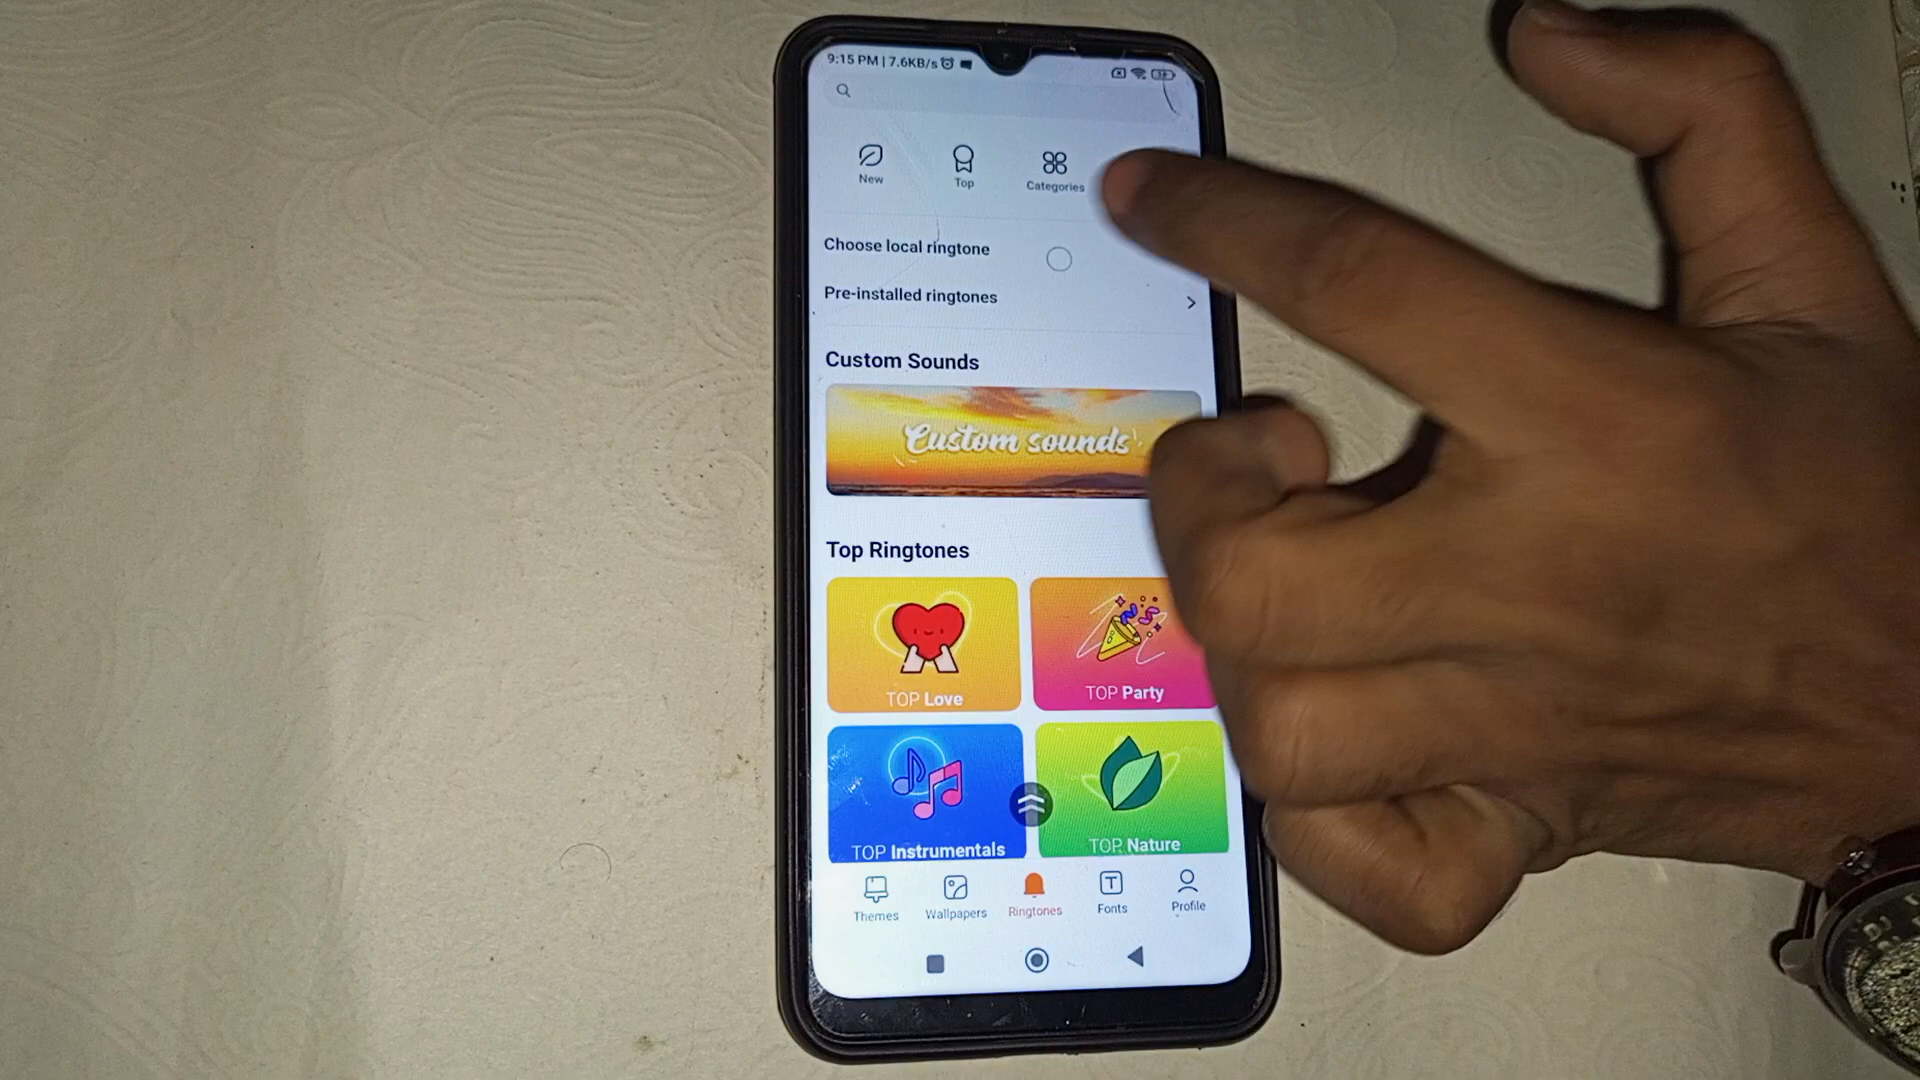 9:15 PM | 7.6KB/s
New
Top
Categories
Choose local ringtone
Pre-installed ringtones
Custom Sounds
Custom sounds
Top Ringtones
TOP Love
TOP Party
TOP Instrumentals
TOP Nature
Themes
Wallpapers
Ringtones
Fonts
Profile